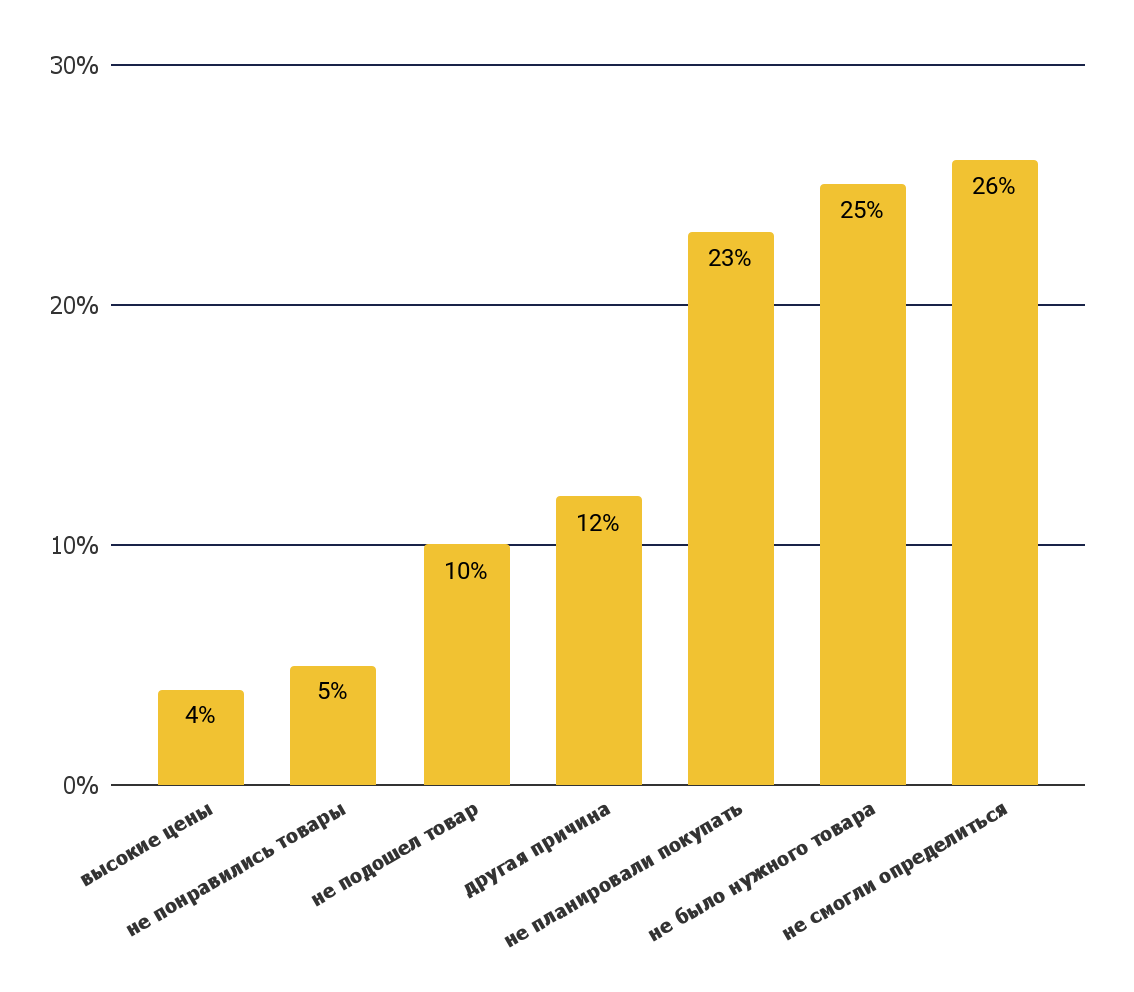 30%
20%
10%
0%
4%
5%
10%
12%
23%
25%
26%
высокие цены
не понравились товары
не подошел товар
другая причина
не планировали покупать
не было нужного товара
не смогли определиться